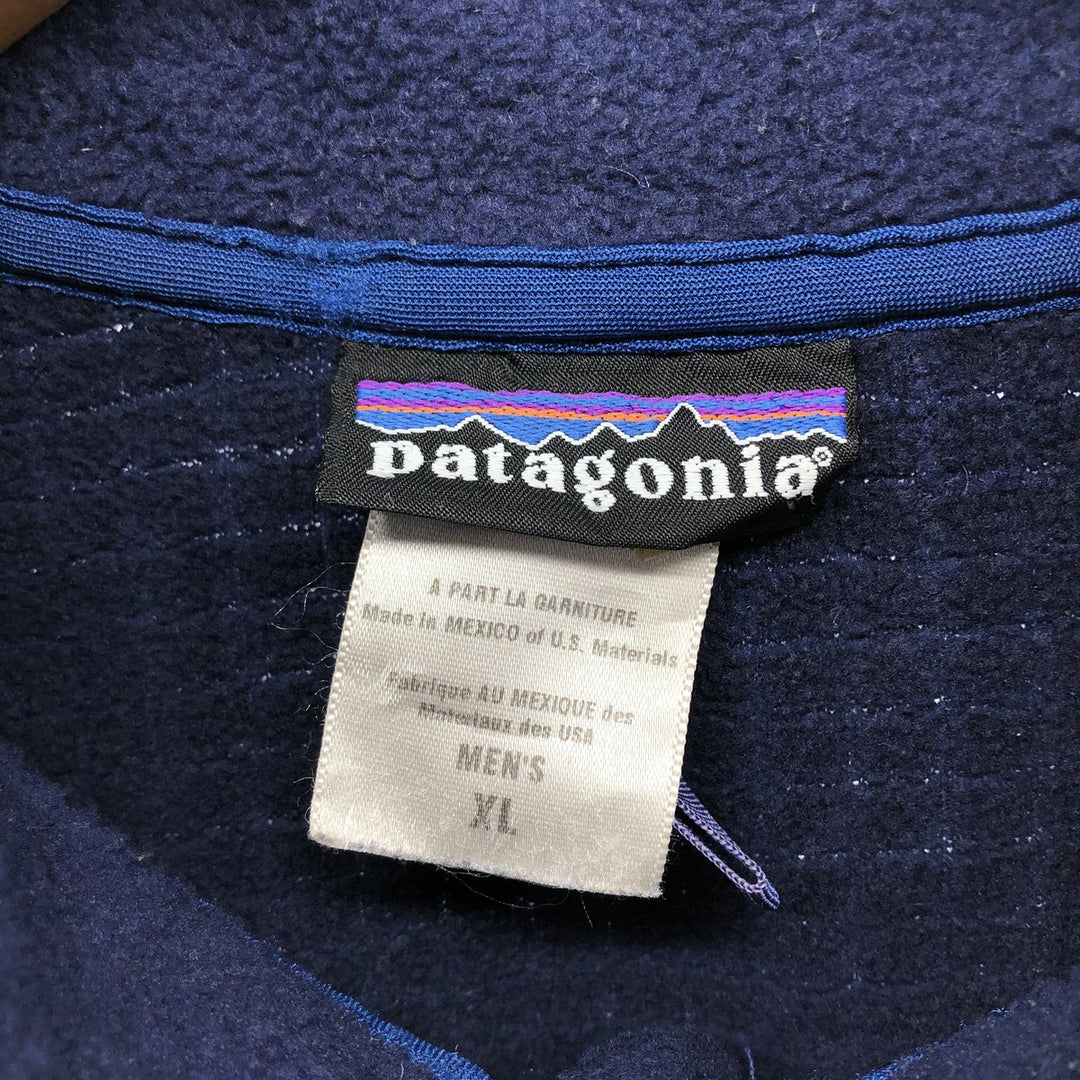 patagonia®
A PART LA GARNITURE
Made in MEXICO of U.S. Materials
Fabrique AU MEXIQUE des
Materiaux des USA
MEN'S
XL